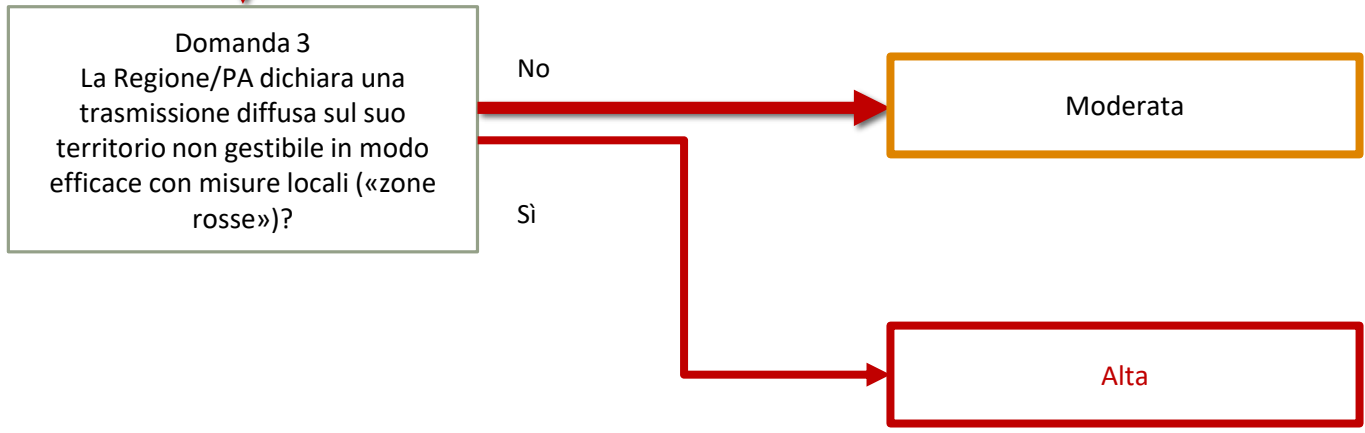 Domanda 3
La Regione/PA dichiara una
trasmissione diffusa sul suo
territorio non gestibile in modo
efficace con misure locali («zone
rosse»)?
No
Moderata
Sì
Alta